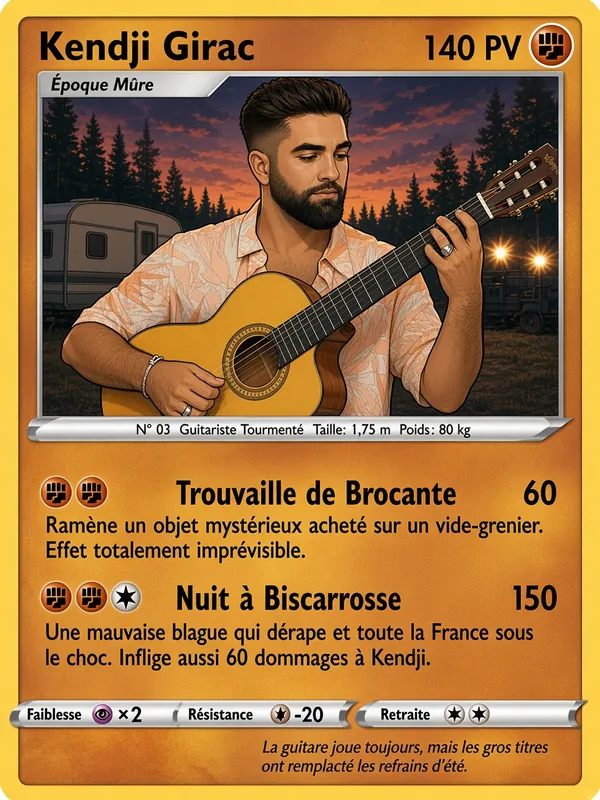 Kendji Girac 140 PV
Époque Mûre
N° 03 Guitariste Tourmenté Taille: 1,75 m Poids: 80 kg
Trouvaille de Brocante 60
Ramène un objet mystérieux acheté sur un vide-grenier.
Effet totalement imprévisible.
Nuit à Biscarrosse 150
Une mauvaise blague qui dérape et toute la France sous
le choc. Inflige aussi 60 dommages à Kendji.
Faiblesse ×2 Résistance -20 Retraite
La guitare joue toujours, mais les gros titres
ont remplacté les refrains d'été.